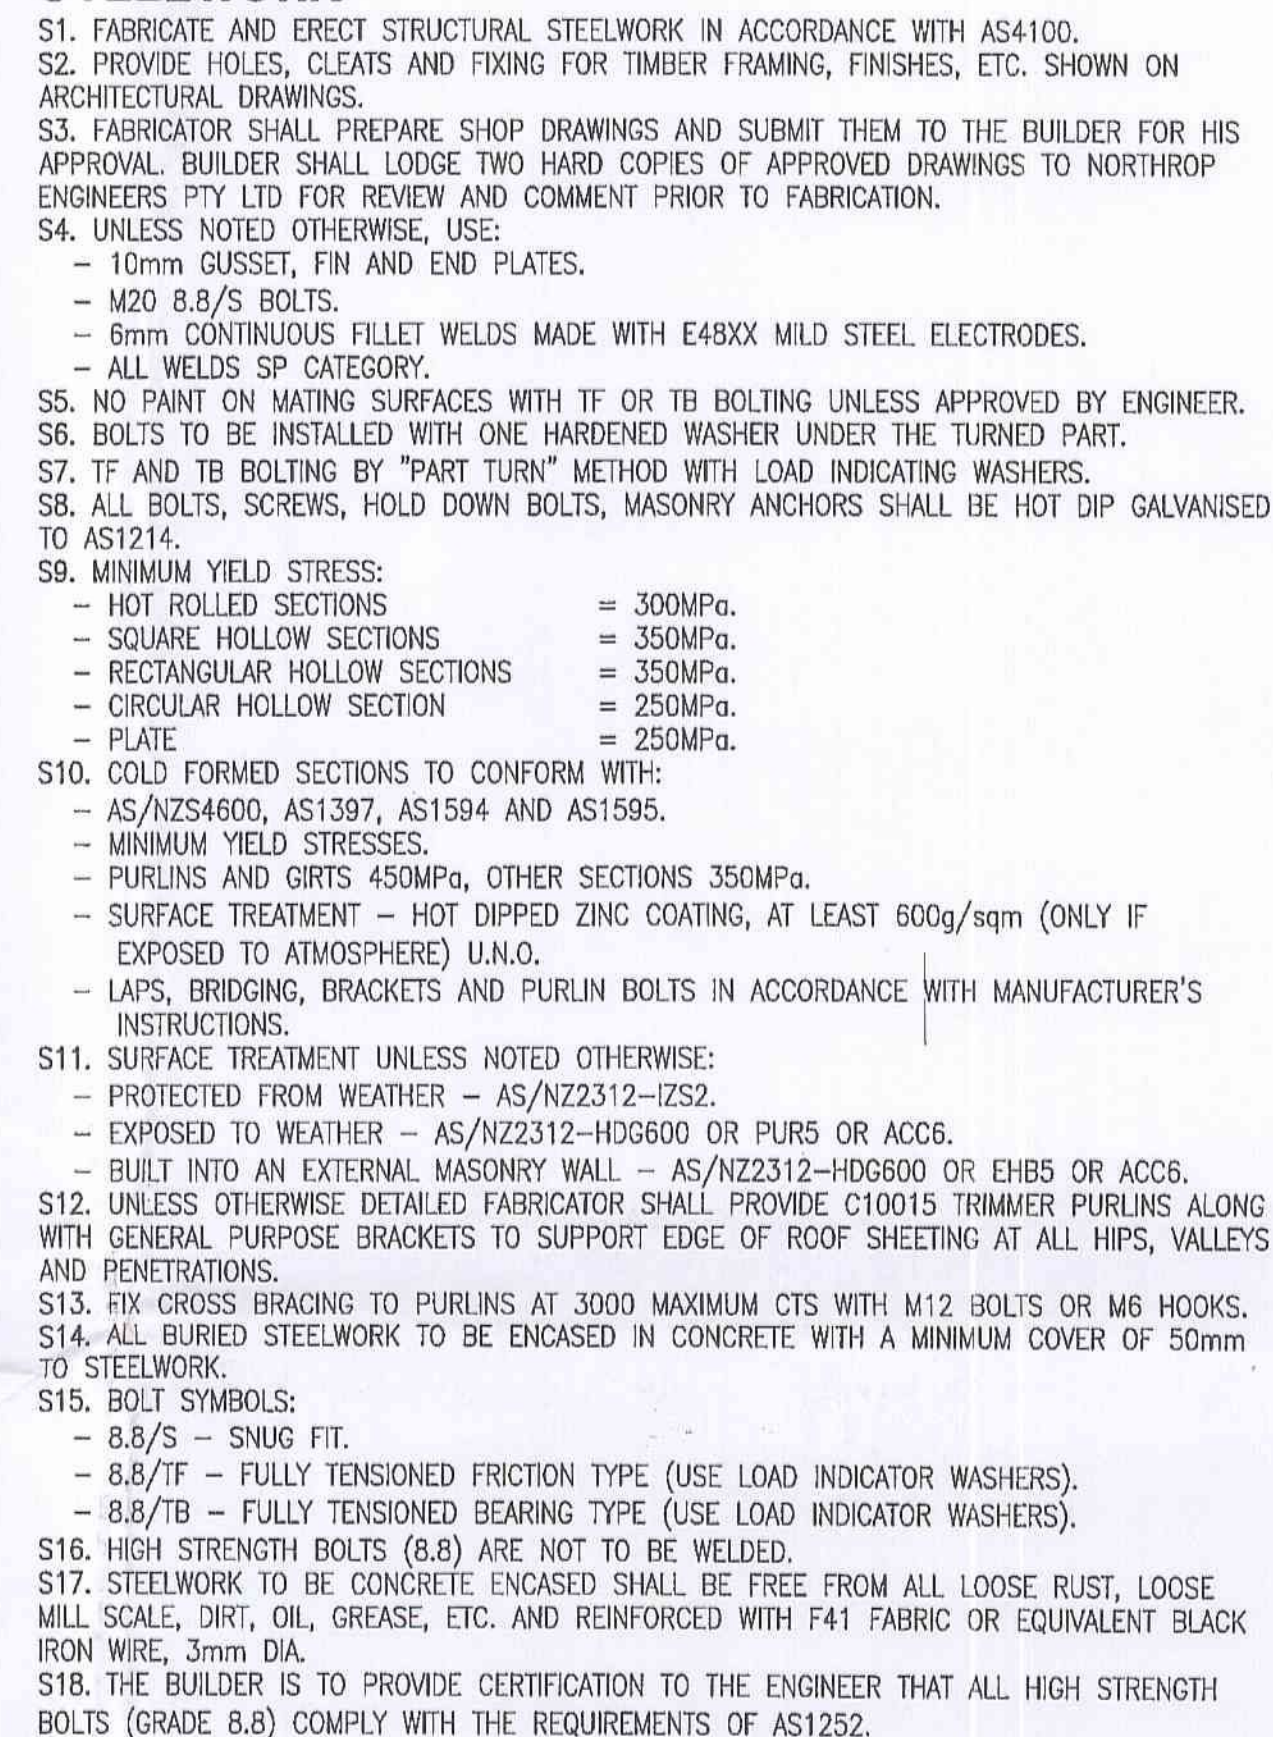 S1. FABRICATE AND ERECT STRUCTURAL STEELWORK IN ACCORDANCE WITH AS4100.
S2. PROVIDE HOLES, CLEATS AND FIXING FOR TIMBER FRAMING, FINISHES, ETC. SHOWN ON
ARCHITECTURAL DRAWINGS.
S3. FABRICATOR SHALL PREPARE SHOP DRAWINGS AND SUBMIT THEM TO THE BUILDER FOR HIS
APPROVAL. BUILDER SHALL LODGE TWO HARD COPIES OF APPROVED DRAWINGS TO NORTHROP
ENGINEERS PTY LTD FOR REVIEW AND COMMENT PRIOR TO FABRICATION.
S4. UNLESS NOTED OTHERWISE, USE:
– 10mm GUSSET, FIN AND END PLATES.
– M20 8.8/S BOLTS.
– 6mm CONTINUOUS FILLET WELDS MADE WITH E48XX MILD STEEL ELECTRODES.
– ALL WELDS SP CATEGORY.
S5. NO PAINT ON MATING SURFACES WITH TF OR TB BOLTING UNLESS APPROVED BY ENGINEER.
S6. BOLTS TO BE INSTALLED WITH ONE HARDENED WASHER UNDER THE TURNED PART.
S7. TF AND TB BOLTING BY "PART TURN" METHOD WITH LOAD INDICATING WASHERS.
S8. ALL BOLTS, SCREWS, HOLD DOWN BOLTS, MASONRY ANCHORS SHALL BE HOT DIP GALVANISED
TO AS1214.
S9. MINIMUM YIELD STRESS:
– HOT ROLLED SECTIONS = 300MPa.
– SQUARE HOLLOW SECTIONS = 350MPa.
– RECTANGULAR HOLLOW SECTIONS = 350MPa.
– CIRCULAR HOLLOW SECTION = 250MPa.
– PLATE = 250MPa.
S10. COLD FORMED SECTIONS TO CONFORM WITH:
– AS/NZS4600, AS1397, AS1594 AND AS1595.
– MINIMUM YIELD STRESSES.
– PURLINS AND GIRTS 450MPa, OTHER SECTIONS 350MPa.
– SURFACE TREATMENT – HOT DIPPED ZINC COATING, AT LEAST 600g/sqm (ONLY IF
EXPOSED TO ATMOSPHERE) U.N.O.
– LAPS, BRIDGING, BRACKETS AND PURLIN BOLTS IN ACCORDANCE WITH MANUFACTURER'S
INSTRUCTIONS.
S11. SURFACE TREATMENT UNLESS NOTED OTHERWISE:
– PROTECTED FROM WEATHER – AS/NZ2312–IZS2.
– EXPOSED TO WEATHER – AS/NZ2312–HDG600 OR PUR5 OR ACC6.
– BUILT INTO AN EXTERNAL MASONRY WALL – AS/NZ2312–HDG600 OR EHB5 OR ACC6.
S12. UNLESS OTHERWISE DETAILED FABRICATOR SHALL PROVIDE C10015 TRIMMER PURLINS ALONG
WITH GENERAL PURPOSE BRACKETS TO SUPPORT EDGE OF ROOF SHEETING AT ALL HIPS, VALLEYS
AND PENETRATIONS.
S13. FIX CROSS BRACING TO PURLINS AT 3000 MAXIMUM CTS WITH M12 BOLTS OR M6 HOOKS.
S14. ALL BURIED STEELWORK TO BE ENCASED IN CONCRETE WITH A MINIMUM COVER OF 50mm
TO STEELWORK.
S15. BOLT SYMBOLS:
– 8.8/S – SNUG FIT.
– 8.8/TF – FULLY TENSIONED FRICTION TYPE (USE LOAD INDICATOR WASHERS).
– 8.8/TB – FULLY TENSIONED BEARING TYPE (USE LOAD INDICATOR WASHERS).
S16. HIGH STRENGTH BOLTS (8.8) ARE NOT TO BE WELDED.
S17. STEELWORK TO BE CONCRETE ENCASED SHALL BE FREE FROM ALL LOOSE RUST, LOOSE
MILL SCALE, DIRT, OIL, GREASE, ETC. AND REINFORCED WITH F41 FABRIC OR EQUIVALENT BLACK
IRON WIRE, 3mm DIA.
S18. THE BUILDER IS TO PROVIDE CERTIFICATION TO THE ENGINEER THAT ALL HIGH STRENGTH
BOLTS (GRADE 8.8) COMPLY WITH THE REQUIREMENTS OF AS1252.